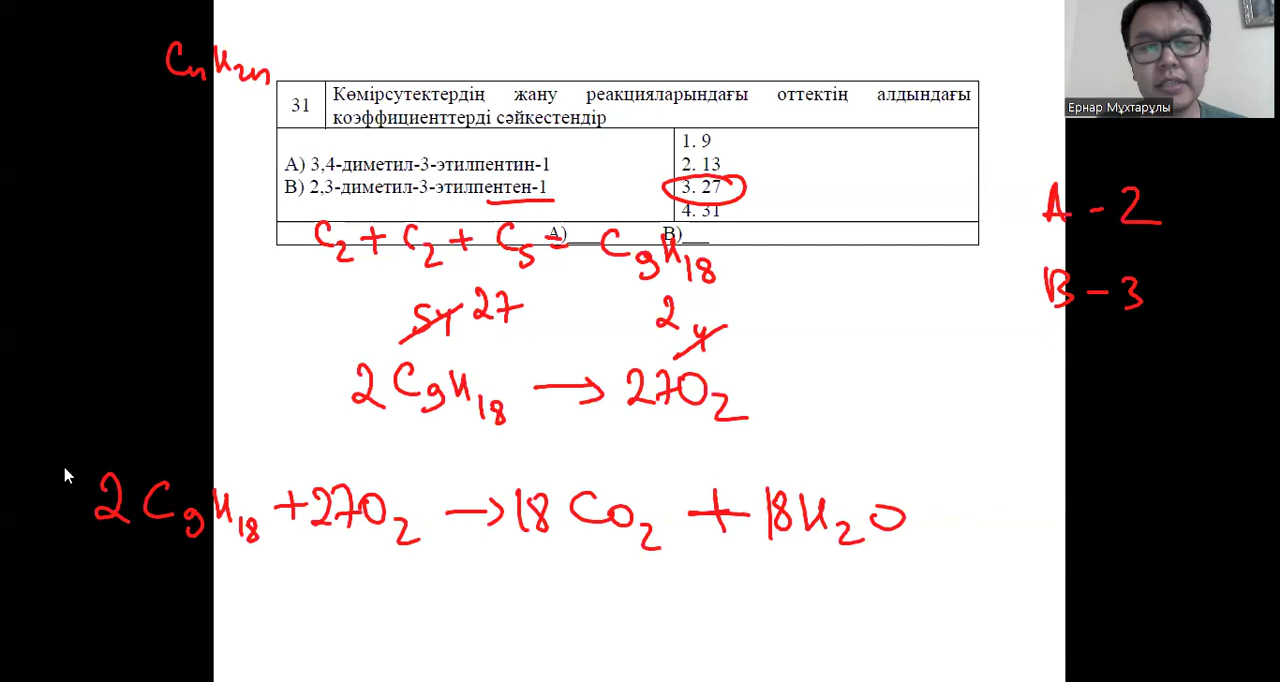 CnH2n
Ернар Мұхтарұлы
31 Көмірсутектердің жану реакцияларындағы оттектің алдындағы
коэффициенттерді сәйкестендір
А) 3,4-диметил-3-этилпентин-1
В) 2,3-диметил-3-этилпентен-1
1. 9
2. 13
3. 27
4. 31
А)___ В)___
A - 2
B - 3
C2 + C2 + C5 = C9H18
54 27 2 4
2C9H18 → 27O2
2C9H18 + 27O2 → 18CO2 + 18H2O